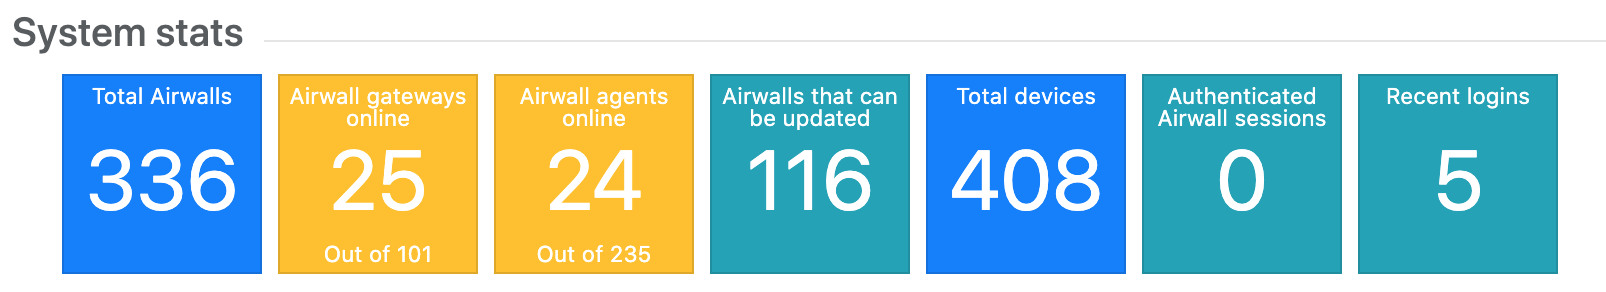 System stats
Total Airwalls
336
Airwall gateways
online
25
Out of 101
Airwall agents
online
24
Out of 235
Airwalls that can
be updated
116
Total devices
408
Authenticated
Airwall sessions
0
Recent logins
5